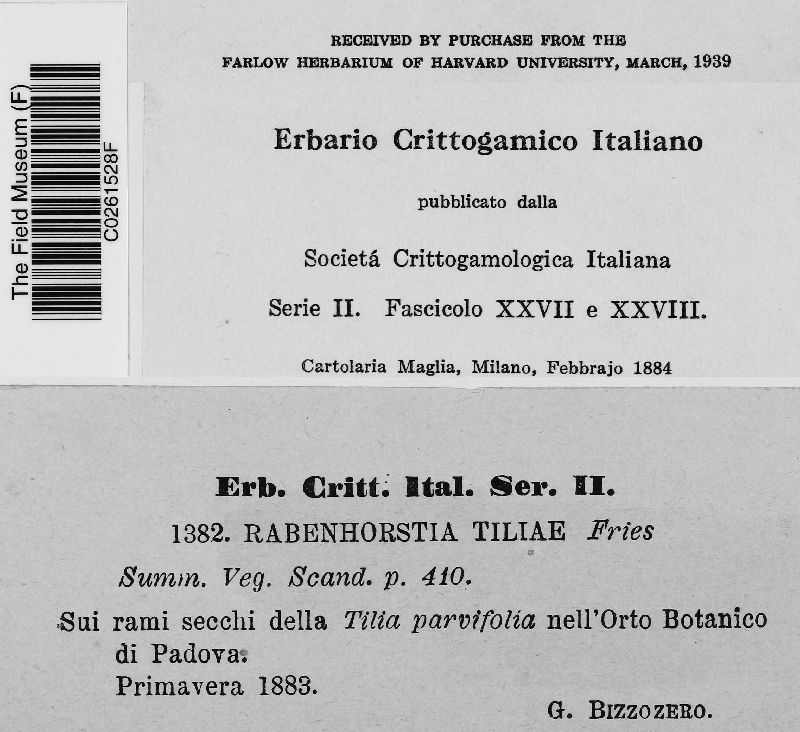 RECEIVED BY PURCHASE FROM THE
FARLOW HERBARIUM OF HARVARD UNIVERSITY, MARCH, 1939
The Field Museum (F)
C0261528F
Erbario Crittogamico Italiano
pubblicato dalla
Societá Crittogamologica Italiana
Serie II. Fascicolo XXVII e XXVIII.
Cartolaria Maglia, Milano, Febbrajo 1884
Erb. Critt. Ital. Ser. II.
1382. RABENHORSTIA TILIAE Fries
Summ. Veg. Scand. p. 410.
Sui rami secchi della Tilia parvifolia nell'Orto Botanico
di Padova.
Primavera 1883.
G. BIZZOZERO.